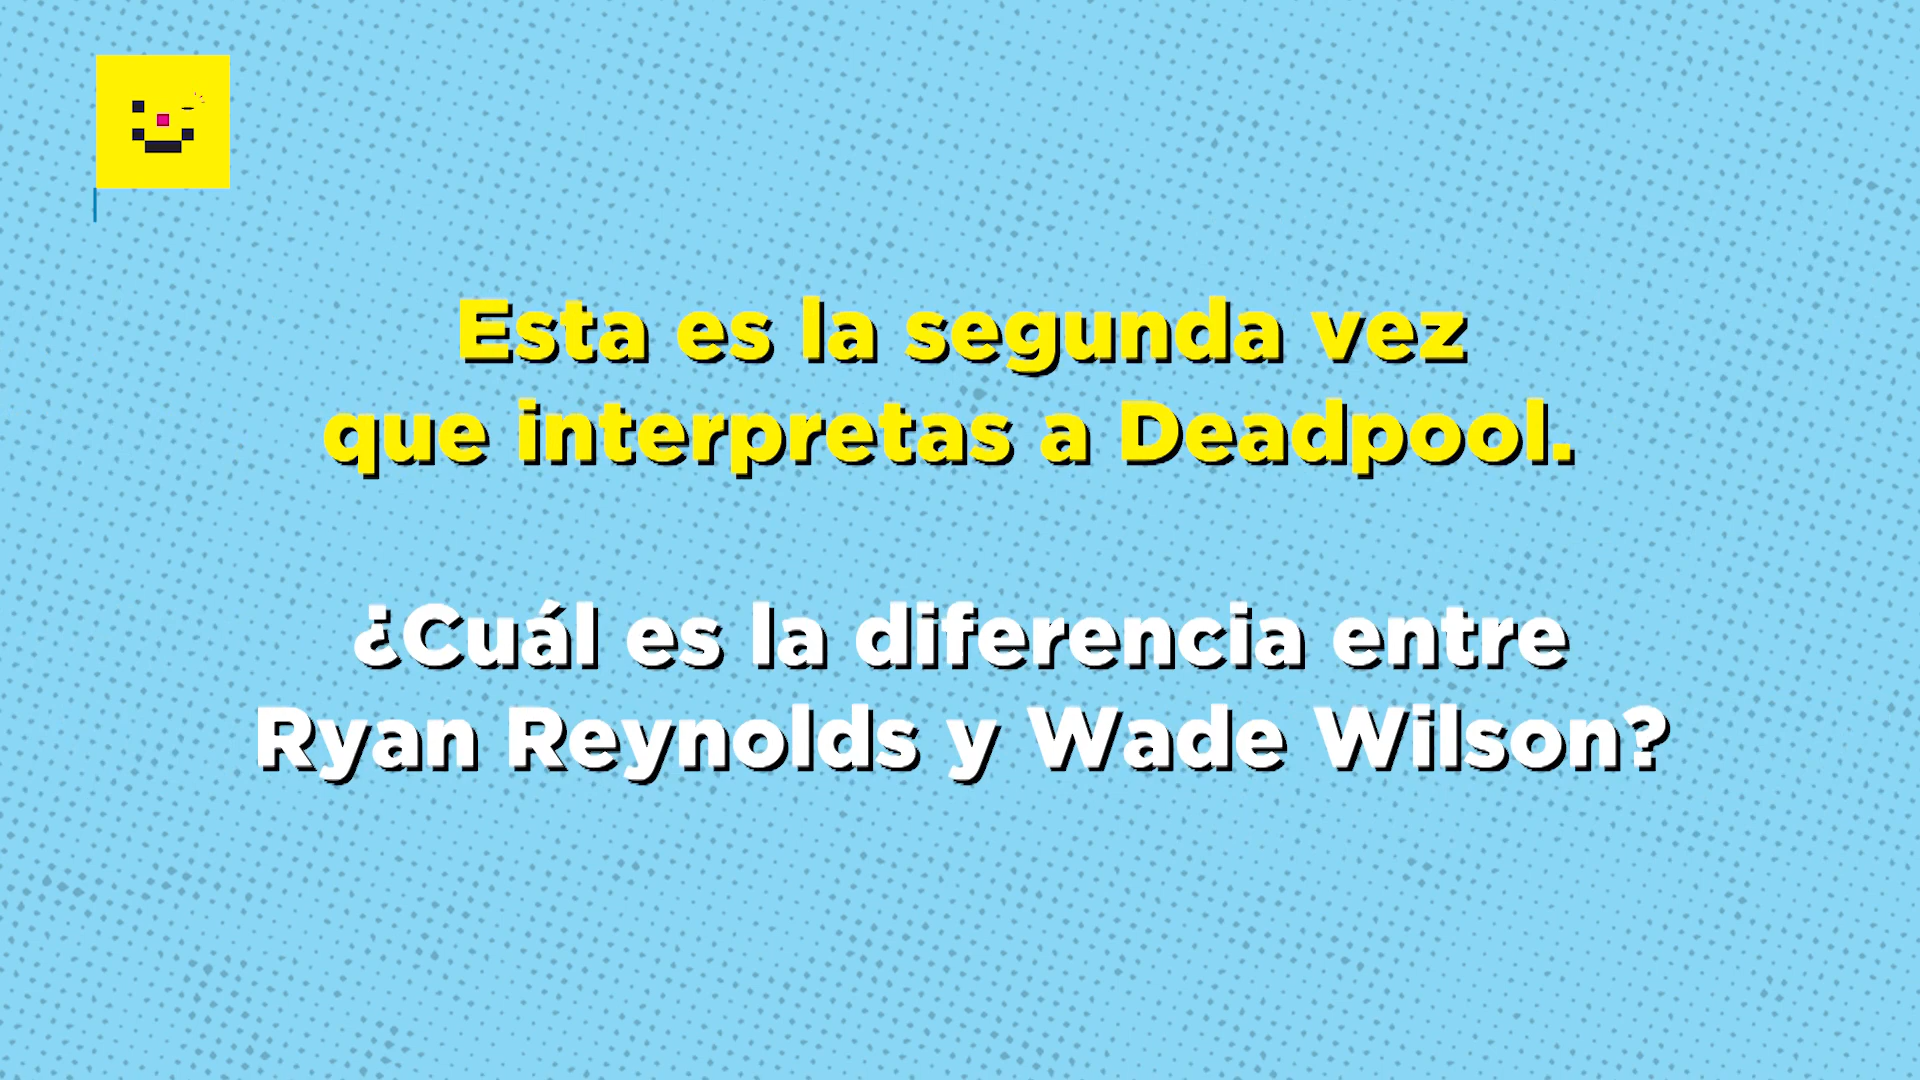 Esta es la segunda vez
que interpretas a Deadpool.
¿Cuál es la diferencia entre
Ryan Reynolds y Wade Wilson?